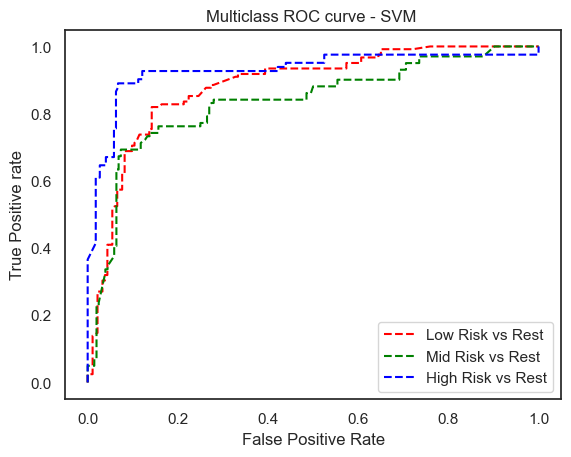 Multiclass ROC curve - SVM
True Positive rate
1.0
0.8
0.6
0.4
0.2
0.0
0.0 0.2 0.4 0.6 0.8 1.0
False Positive Rate
Low Risk vs Rest
Mid Risk vs Rest
High Risk vs Rest